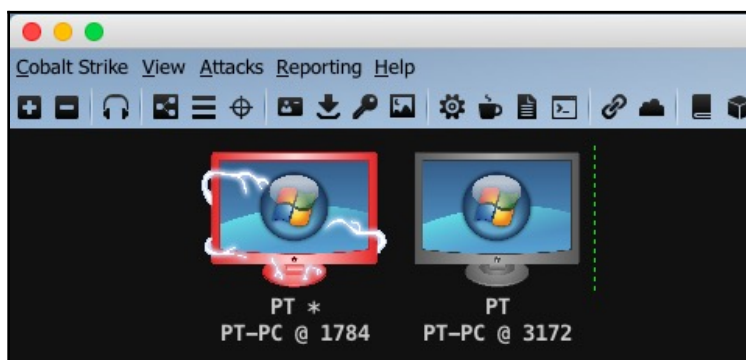 Cobalt Strike View Attacks Reporting Help
PT * PT
PT-PC @ 1784 PT-PC @ 3172